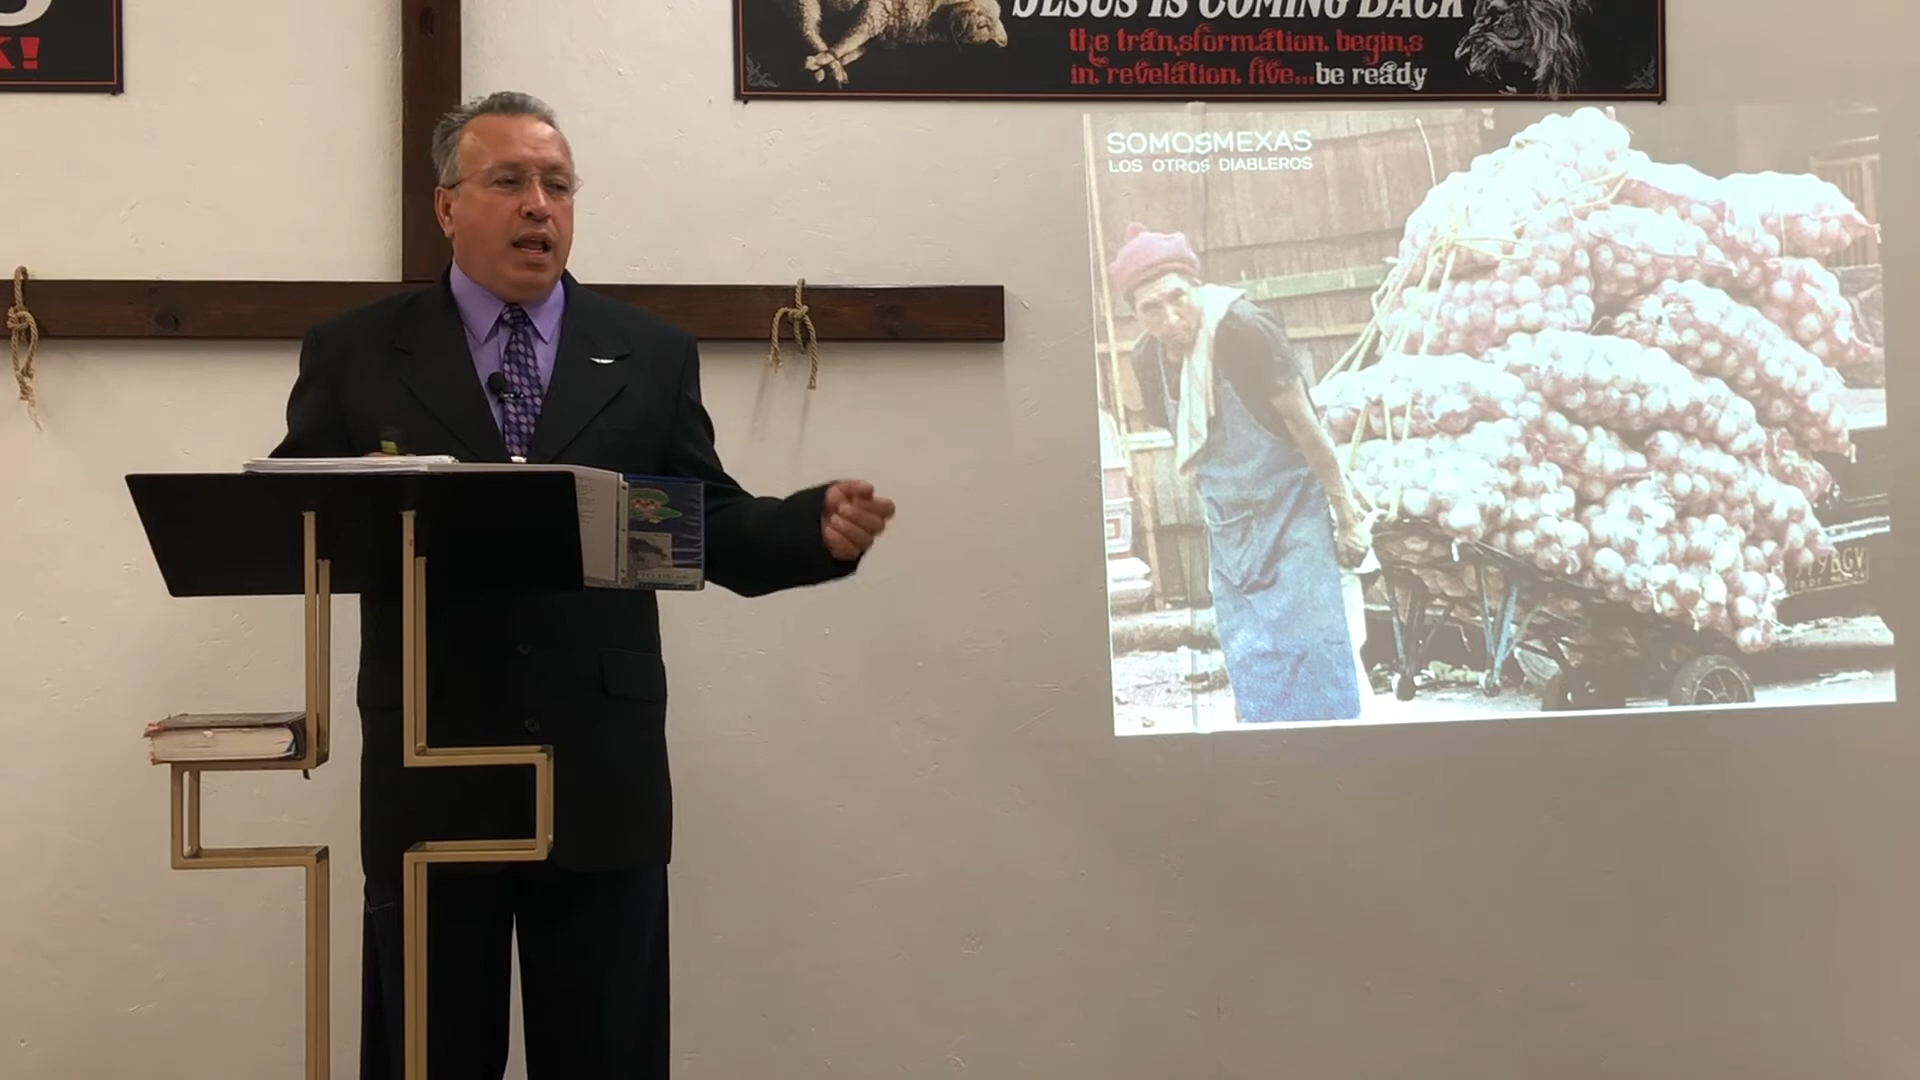 K!
JESUS IS COMING BACK
the transformation begins
in revelation five...be ready
SOMOSMEXAS
LOS OTROS DIABLEROS